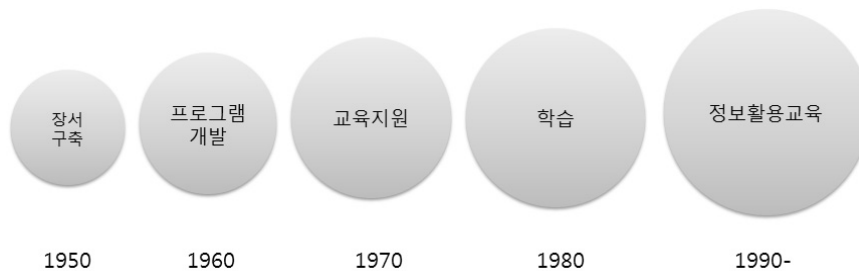 장서
구축
프로그램
개발
교육지원
학습
정보활용교육
1950
1960
1970
1980
1990-